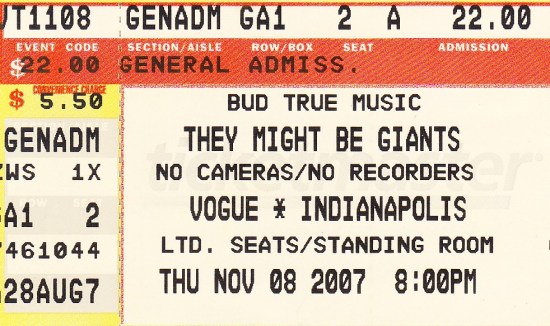 VT1108 GENADM GA1 2 A 22.00
EVENT CODE SECTION/AISLE ROW/BOX SEAT ADMISSION
$22.00 GENERAL ADMISS.
CONVENIENCE CHARGE
$ 5.50 BUD TRUE MUSIC
GENADM THEY MIGHT BE GIANTS
ticketmaster
ZWS 1X NO CAMERAS/NO RECORDERS
GA1 2 VOGUE * INDIANAPOLIS
461044 LTD. SEATS/STANDING ROOM
28AUG7 THU NOV 08 2007 8:00PM